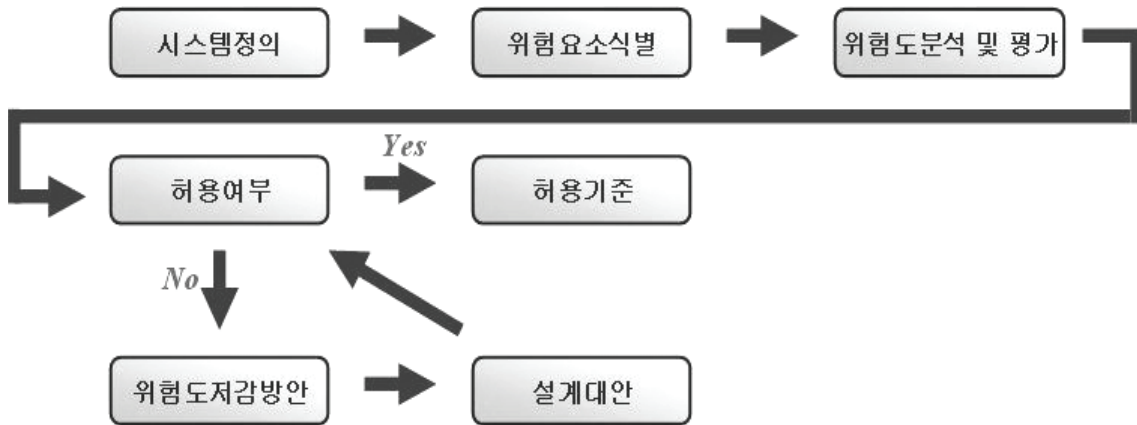 시스템정의
위험요소식별
위험도분석 및 평가
허용여부
Yes
허용기준
No
위험도저감방안
설계대안